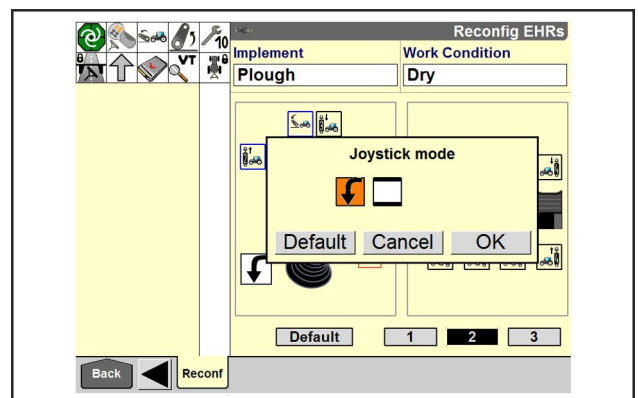 Reconfig EHRs
5
10
VT
Implement
Work Condition
Plough
Dry
Joystick mode
Default Cancel OK
Default 1 2 3
Back Reconf